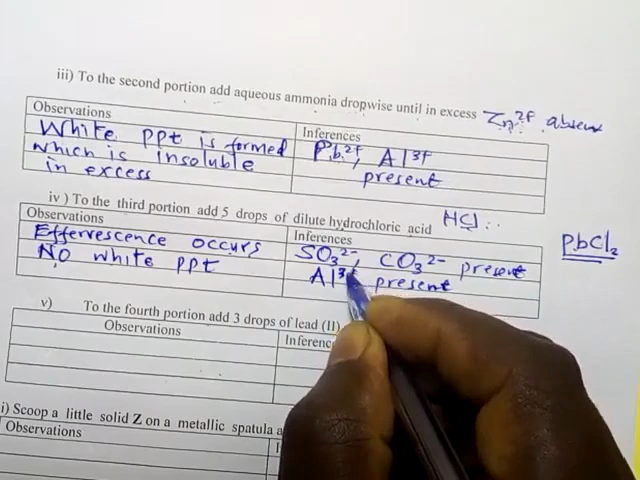 iii) To the second portion add aqueous ammonia dropwise until in excess Zn²⁺ absent
Observations
Inferences
White ppt is formed
which is insoluble
in excess
Pb²⁺, Al³⁺
present
iv ) To the third portion add 5 drops of dilute hydrochloric acid HCl
Observations
Inferences
Effervescence occurs
No white ppt
SO₃²⁻, CO₃²⁻ present
Al³⁺ present
PbCl₂
v) To the fourth portion add 3 drops of lead (II)
Observations
i) Scoop a little solid Z on a metallic spatula
Observations